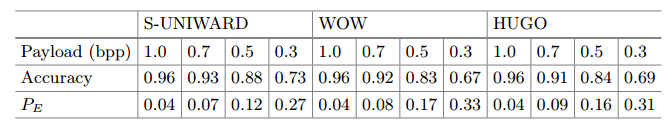 S-UNIWARD WOW HUGO
Payload (bpp) 1.0 0.7 0.5 0.3 1.0 0.7 0.5 0.3 1.0 0.7 0.5 0.3
Accuracy 0.96 0.93 0.88 0.73 0.96 0.92 0.83 0.67 0.96 0.91 0.84 0.69
PE 0.04 0.07 0.12 0.27 0.04 0.08 0.17 0.33 0.04 0.09 0.16 0.31